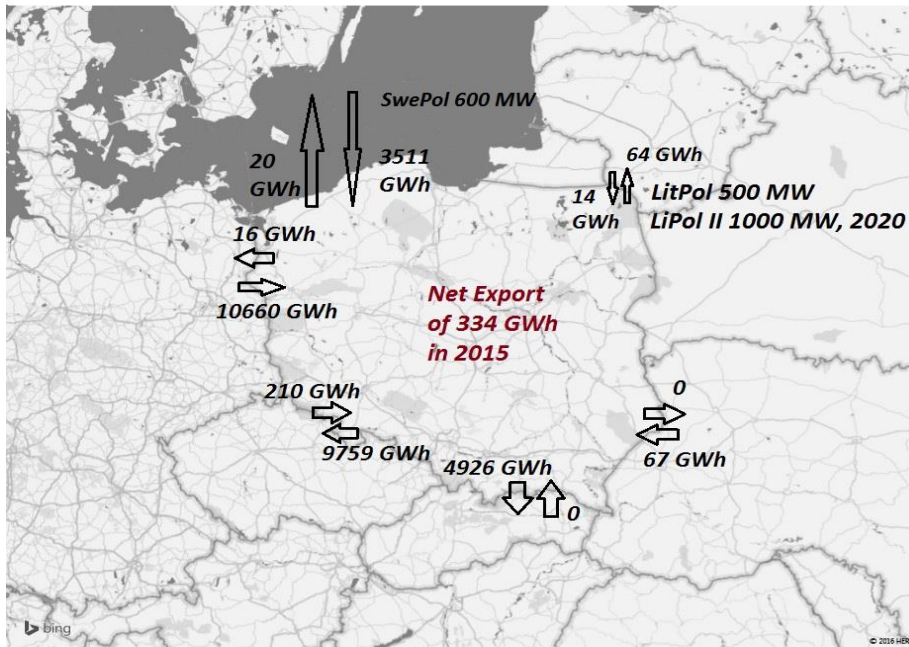 SwePol 600 MW
20
GWh
3511
GWh
64 GWh
14
GWh
LitPol 500 MW
LiPol II 1000 MW, 2020
16 GWh
10660 GWh
Net Export
of 334 GWh
in 2015
210 GWh
9759 GWh
0
67 GWh
4926 GWh
0
bing
© 2016 HER